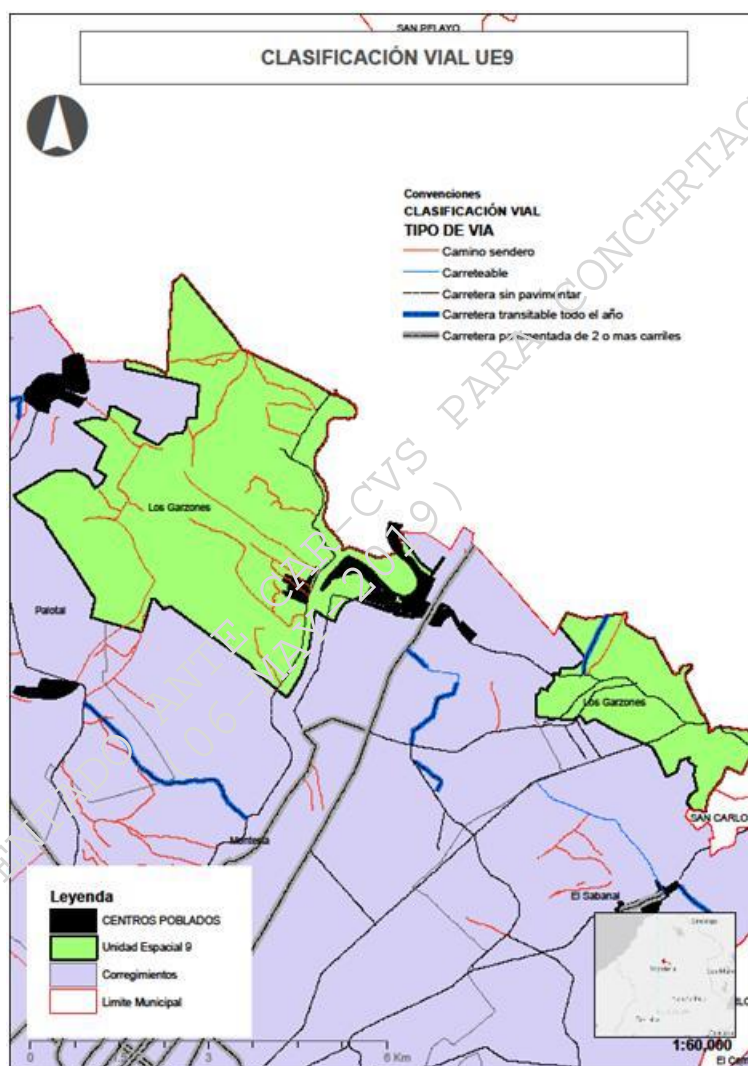 SAN PELAYO
CLASIFICACIÓN VIAL UE9
Convenciones
CLASIFICACIÓN VIAL
TIPO DE VIA
Camino sendero
Carreteable
Carretera sin pavimentar
Carretera transitable todo el año
Carretera pavimentada de 2 o mas carriles
CAR-CVS PARA CONCERTAC
ANTE
06-MAY 2019)
Los Garzones
Palotal
Los Garzones
SAN CARLO
Montería
El Sabanal
Leyenda
CENTROS POBLADOS
Unidad Espacial 9
Corregimientos
Limite Municipal
Montería
0
3
6 Km
1:60,000